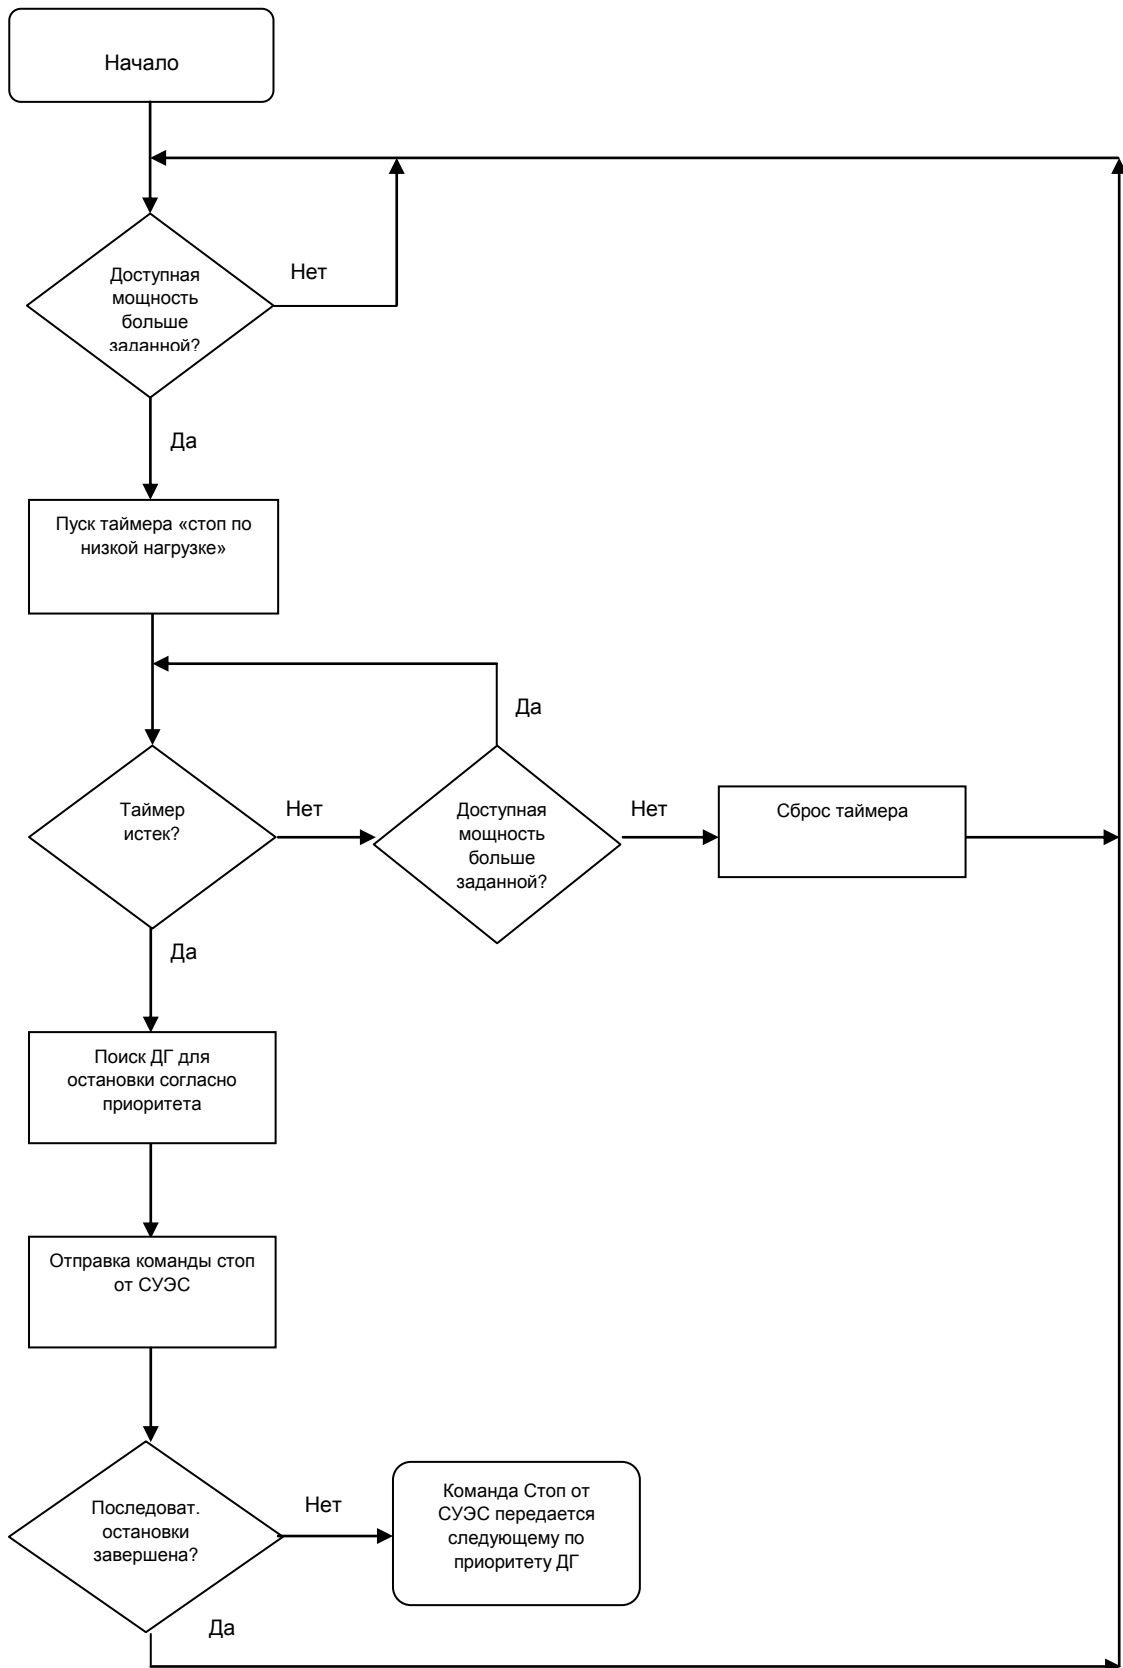 Начало
Доступная
мощность
больше
заданной?
Нет
Да
Пуск таймера «стоп по
низкой нагрузке»
Да
Таймер
истек?
Нет
Доступная
мощность
больше
заданной?
Нет
Сброс таймера
Да
Поиск ДГ для
остановки согласно
приоритета
Отправка команды стоп
от СУЭС
Последоват.
остановки
завершена?
Нет
Команда Стоп от
СУЭС передается
следующему по
приоритету ДГ
Да